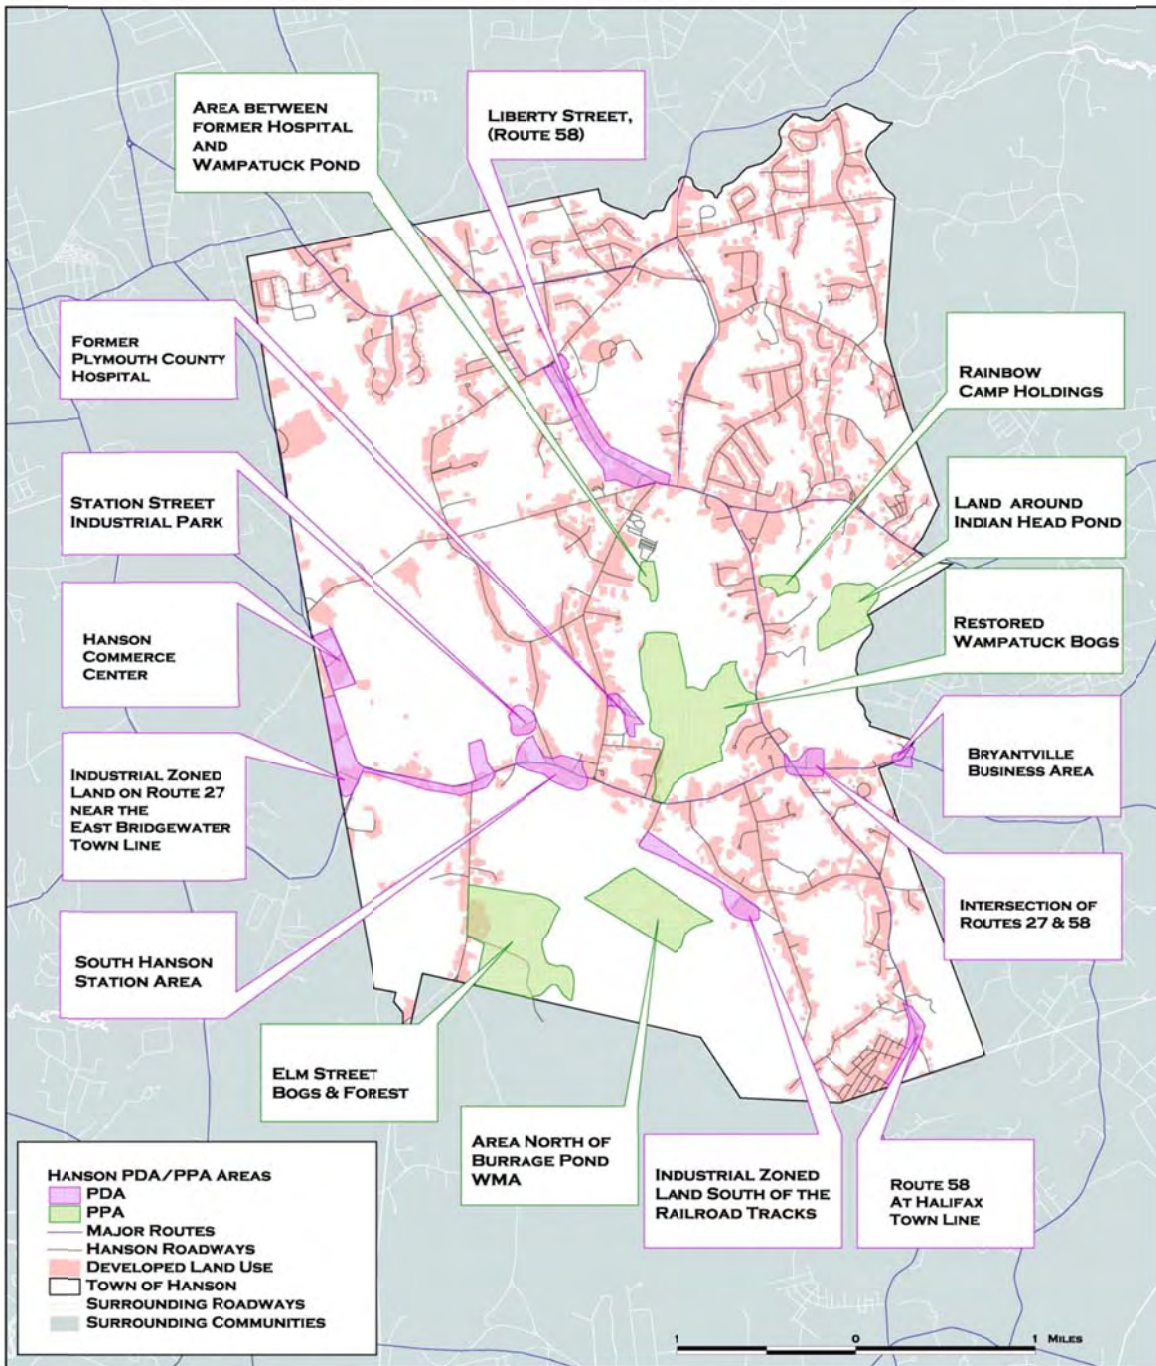 AREA BETWEEN
FORMER HOSPITAL
AND
WAMPATUCK POND
LIBERTY STREET,
(ROUTE 58)
FORMER
PLYMOUTH COUNTY
HOSPITAL
RAINBOW
CAMP HOLDINGS
STATION STREET
INDUSTRIAL PARK
LAND AROUND
INDIAN HEAD POND
HANSON
COMMERCE
CENTER
RESTORED
WAMPATUCK BOGS
INDUSTRIAL ZONED
LAND ON ROUTE 27
NEAR THE
EAST BRIDGEWATER
TOWN LINE
BRYANTVILLE
BUSINESS AREA
SOUTH HANSON
STATION AREA
INTERSECTION OF
ROUTES 27 & 58
ELM STREET
BOGS & FOREST
AREA NORTH OF
BURRAGE POND
WMA
INDUSTRIAL ZONED
LAND SOUTH OF THE
RAILROAD TRACKS
ROUTE 58
AT HALIFAX
TOWN LINE
HANSON PDA/PPA AREAS
PDA
PPA
MAJOR ROUTES
HANSON ROADWAYS
DEVELOPED LAND USE
TOWN OF HANSON
SURROUNDING ROADWAYS
SURROUNDING COMMUNITIES
1 0 1 MILES